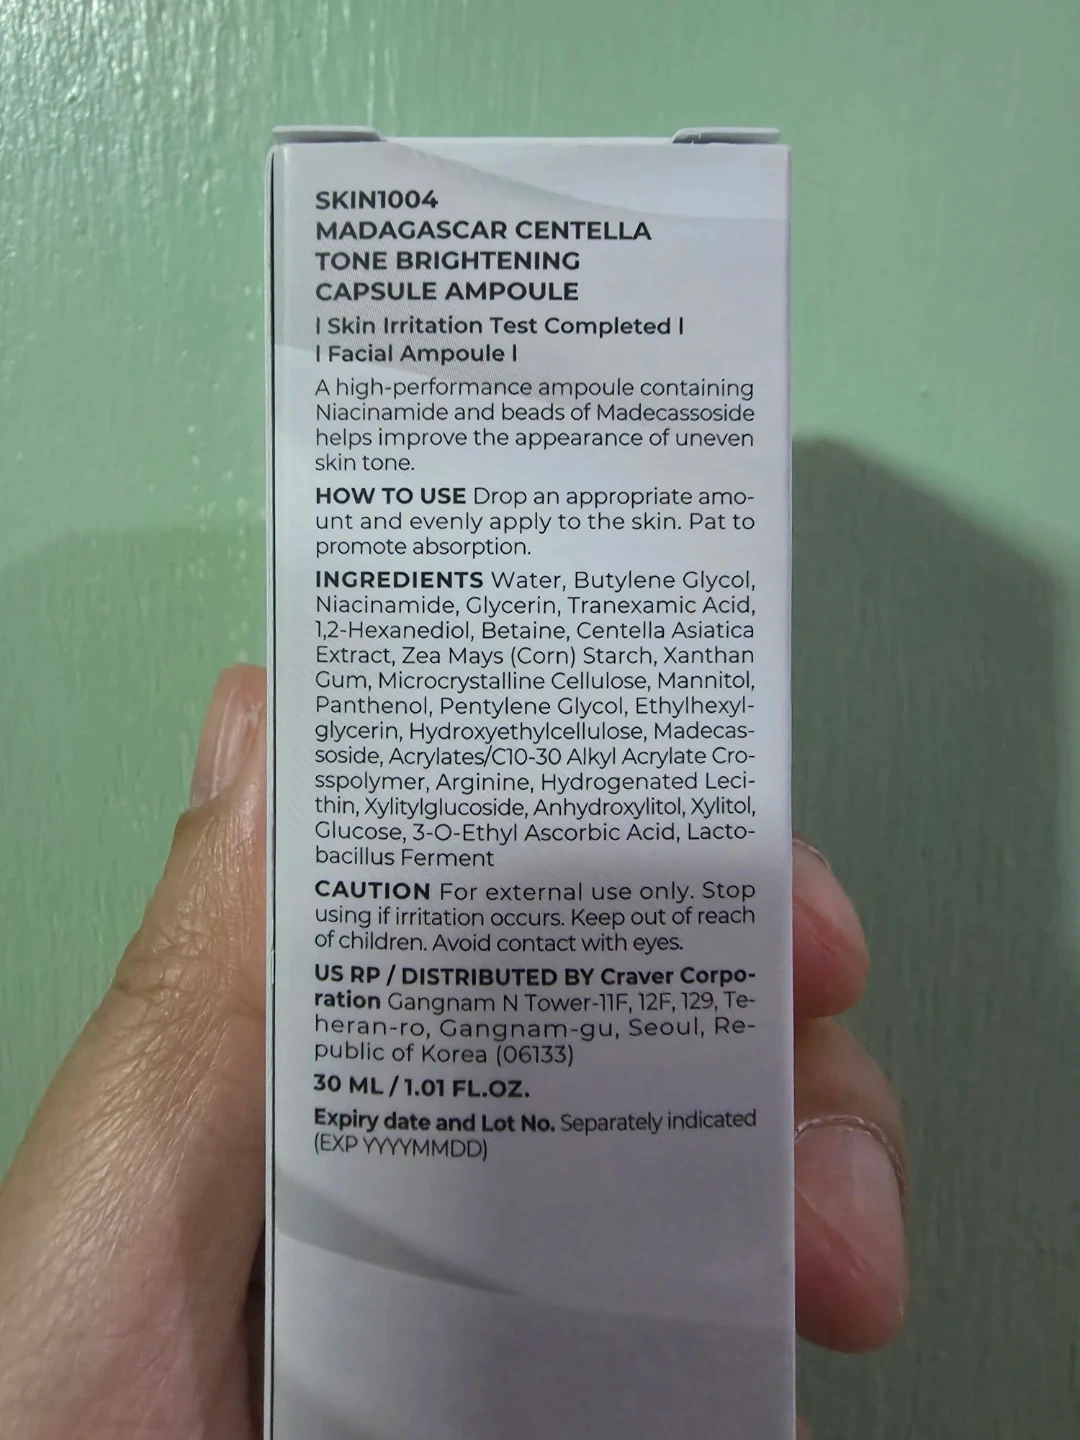 SKIN1004
MADAGASCAR CENTELLA
TONE BRIGHTENING
CAPSULE AMPOULE
| Skin Irritation Test Completed |
| Facial Ampoule |
A high-performance ampoule containing
Niacinamide and beads of Madecassoside
helps improve the appearance of uneven
skin tone.
HOW TO USE Drop an appropriate amo-
unt and evenly apply to the skin. Pat to
promote absorption.
INGREDIENTS Water, Butylene Glycol,
Niacinamide, Glycerin, Tranexamic Acid,
1,2-Hexanediol, Betaine, Centella Asiatica
Extract, Zea Mays (Corn) Starch, Xanthan
Gum, Microcrystalline Cellulose, Mannitol,
Panthenol, Pentylene Glycol, Ethylhexyl-
glycerin, Hydroxyethylcellulose, Madecas-
soside, Acrylates/C10-30 Alkyl Acrylate Cro-
sspolymer, Arginine, Hydrogenated Leci-
thin, Xylitylglucoside, Anhydroxylitol, Xylitol,
Glucose, 3-O-Ethyl Ascorbic Acid, Lacto-
bacillus Ferment
CAUTION For external use only. Stop
using if irritation occurs. Keep out of reach
of children. Avoid contact with eyes.
US RP / DISTRIBUTED BY Craver Corpo-
ration Gangnam N Tower-11F, 12F, 129, Te-
heran-ro, Gangnam-gu, Seoul, Re-
public of Korea (06133)
30 ML / 1.01 FL.OZ.
Expiry date and Lot No. Separately indicated
(EXP YYYYMMDD)